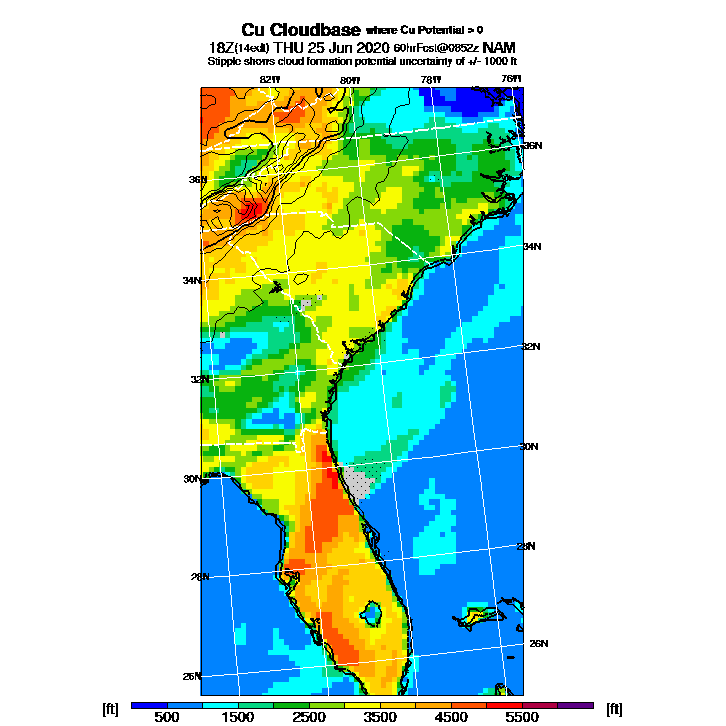 Cu Cloudbase where Cu Potential > 0
18Z(14edt) THU 25 Jun 2020 60hrFcst@0852z NAM
Stipple shows cloud formation potential uncertainty of +/- 1000 ft
82W 80W 78W 76W
36N
36N
34N
34N
32N
32N
30N
30N
28N
28N
26N
26N
[ft] 500 1500 2500 3500 4500 5500 [ft]